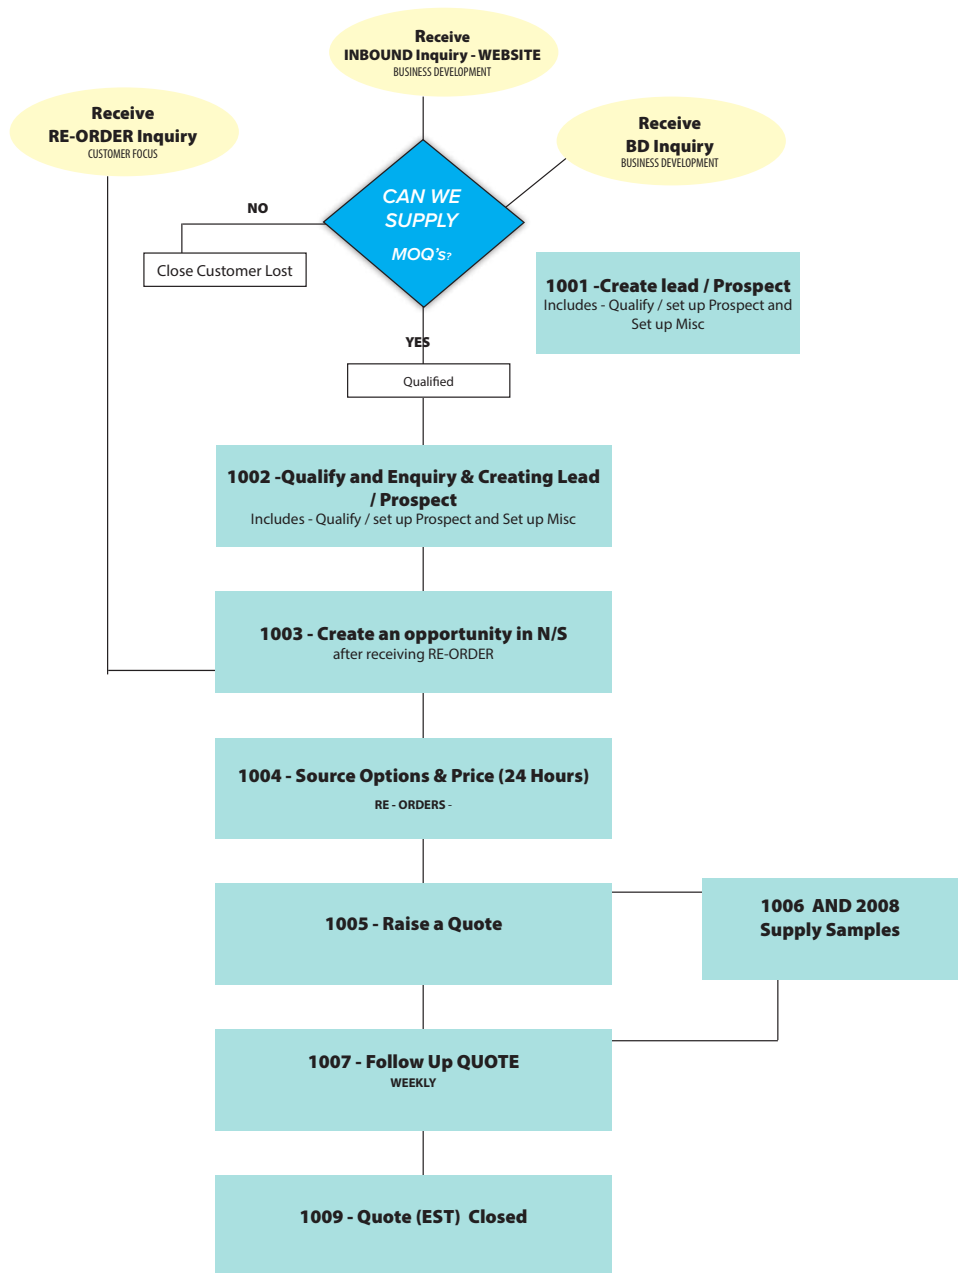 Receive
INBOUND Inquiry - WEBSITE
BUSINESS DEVELOPMENT
Receive
RE-ORDER Inquiry
CUSTOMER FOCUS
Receive
BD Inquiry
BUSINESS DEVELOPMENT
CAN WE
SUPPLY
MOQ's?
NO
Close Customer Lost
1001 -Create lead / Prospect
Includes - Qualify / set up Prospect and
Set up Misc
YES
Qualified
1002 -Qualify and Enquiry & Creating Lead
/ Prospect
Includes - Qualify / set up Prospect and Set up Misc
1003 - Create an opportunity in N/S
after receiving RE-ORDER
1004 - Source Options & Price (24 Hours)
RE - ORDERS -
1005 - Raise a Quote
1006 AND 2008
Supply Samples
1007 - Follow Up QUOTE
WEEKLY
1009 - Quote (EST) Closed